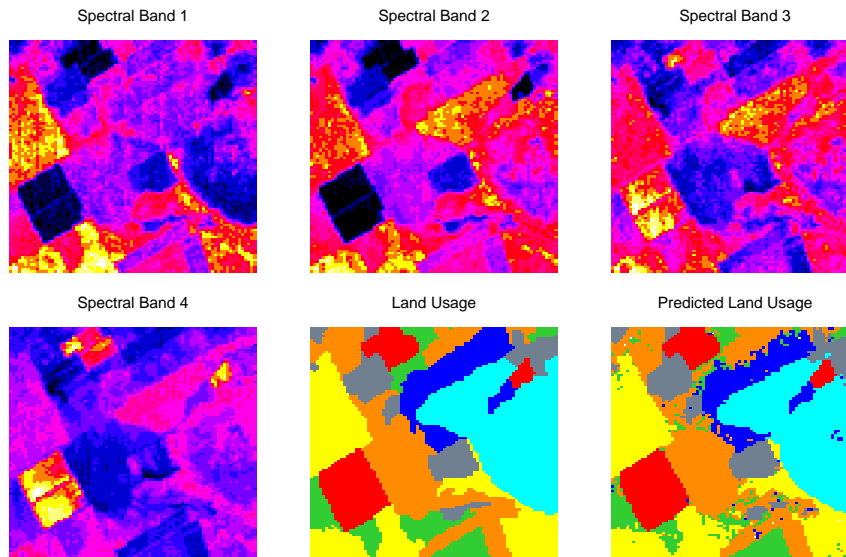 Spectral Band 1
Spectral Band 2
Spectral Band 3
Spectral Band 4
Land Usage
Predicted Land Usage